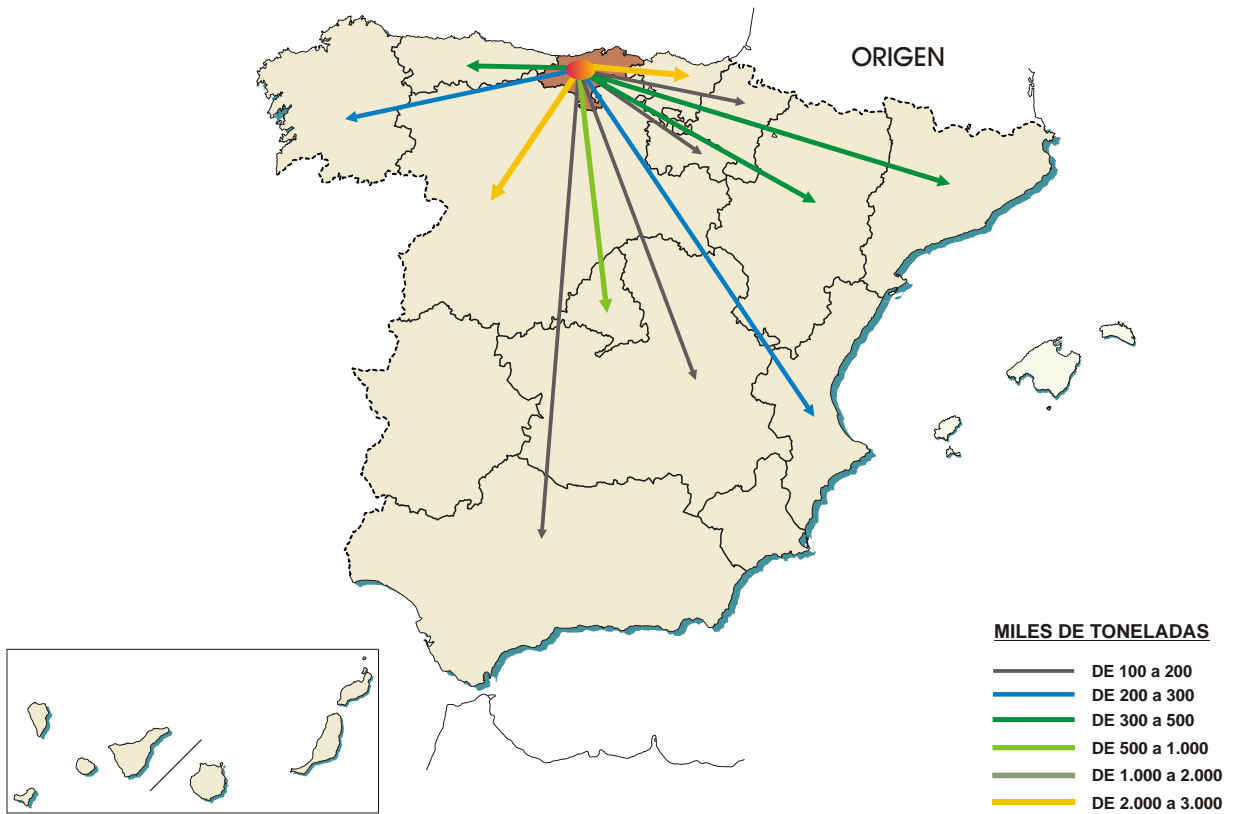 ORIGEN
MILES DE TONELADAS
DE 100 a 200
DE 200 a 300
DE 300 a 500
DE 500 a 1.000
DE 1.000 a 2.000
DE 2.000 a 3.000